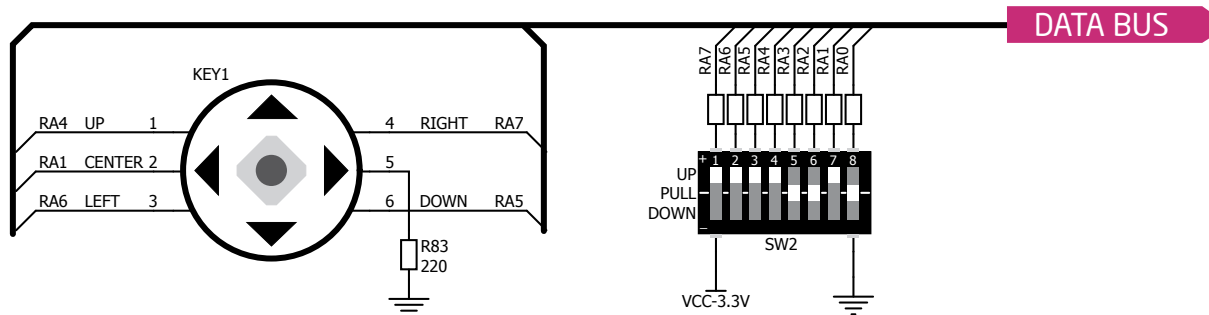 DATA BUS
KEY1
RA4 UP 1
RA1 CENTER 2
RA6 LEFT 3
4 RIGHT RA7
5
6 DOWN RA5
R83
220
RA7 RA6 RA5 RA4 RA3 RA2 RA1 RA0
+ 1 2 3 4 5 6 7 8
UP
PULL
DOWN
_
SW2
VCC-3.3V